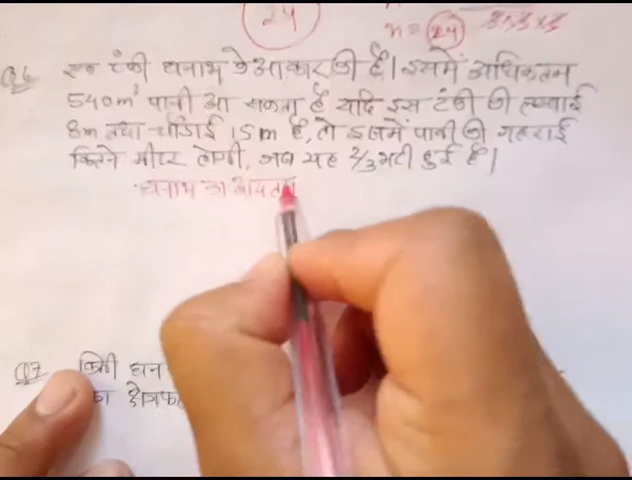 24
n = 24
Q6 एक टंकी घनाभ के आकार की है। इसमें अधिकतम
540m³ पानी आ सकता है यदि इस टंकी की लम्बाई
8m तथा चौड़ाई 15m है, तो इसमें पानी की गहराई
कितने मीटर होगी, जब यह 2/3 भरी हुई है।
घनाभ का आयतन
Q7 किसी घन
का क्षेत्रफ